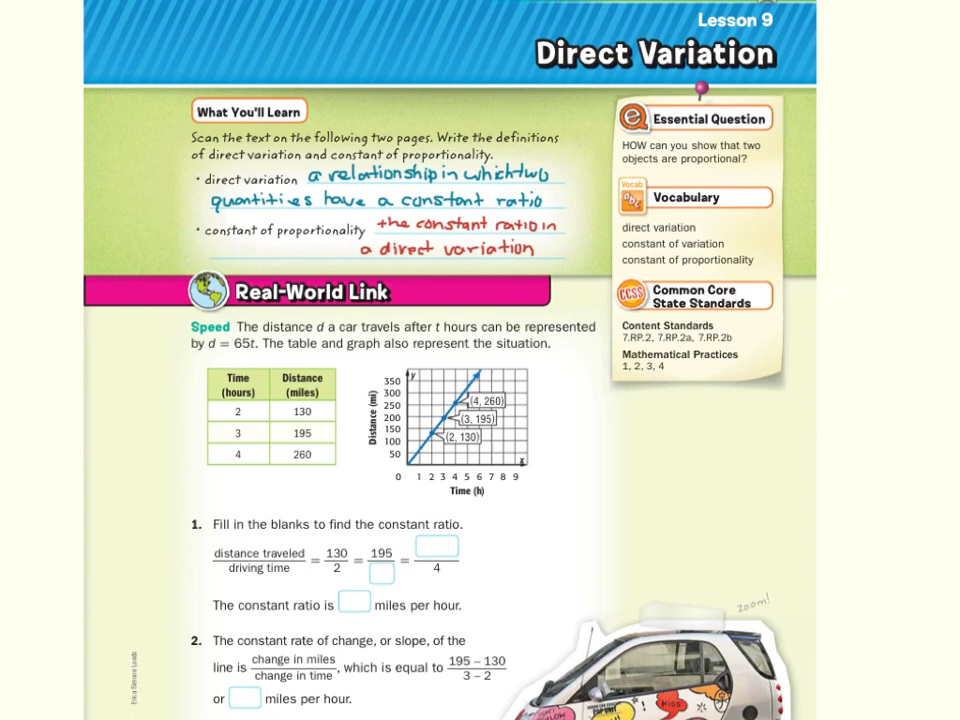 Lesson 9
Direct Variation
What You'll Learn
Scan the text on the following two pages. Write the definitions
of direct variation and constant of proportionality.
• direct variation a relationship in which two
quantities have a constant ratio
• constant of proportionality the constant ratio in
a direct variation
Essential Question
HOW can you show that two
objects are proportional?
Vocab
abc
Vocabulary
direct variation
constant of variation
constant of proportionality
CCSS
Common Core
State Standards
Content Standards
7.RP.2, 7.RP.2a, 7.RP.2b
Mathematical Practices
1, 2, 3, 4
Real-World Link
Speed The distance d a car travels after t hours can be represented
by d = 65t. The table and graph also represent the situation.
Time (hours) Distance (miles)
2 130
3 195
4 260
Distance (mi)
y
350
300
250
200
150
100
50
(4, 260)
(3, 195)
(2, 130)
x
0 1 2 3 4 5 6 7 8 9
Time (h)
1. Fill in the blanks to find the constant ratio.
distance traveled / driving time = 130 / 2 = 195 / = / 4
The constant ratio is miles per hour.
2. The constant rate of change, or slope, of the
line is change in miles / change in time, which is equal to 195 − 130 / 3 − 2
or miles per hour.
zoom!
KISS
Erica Simone Leeds